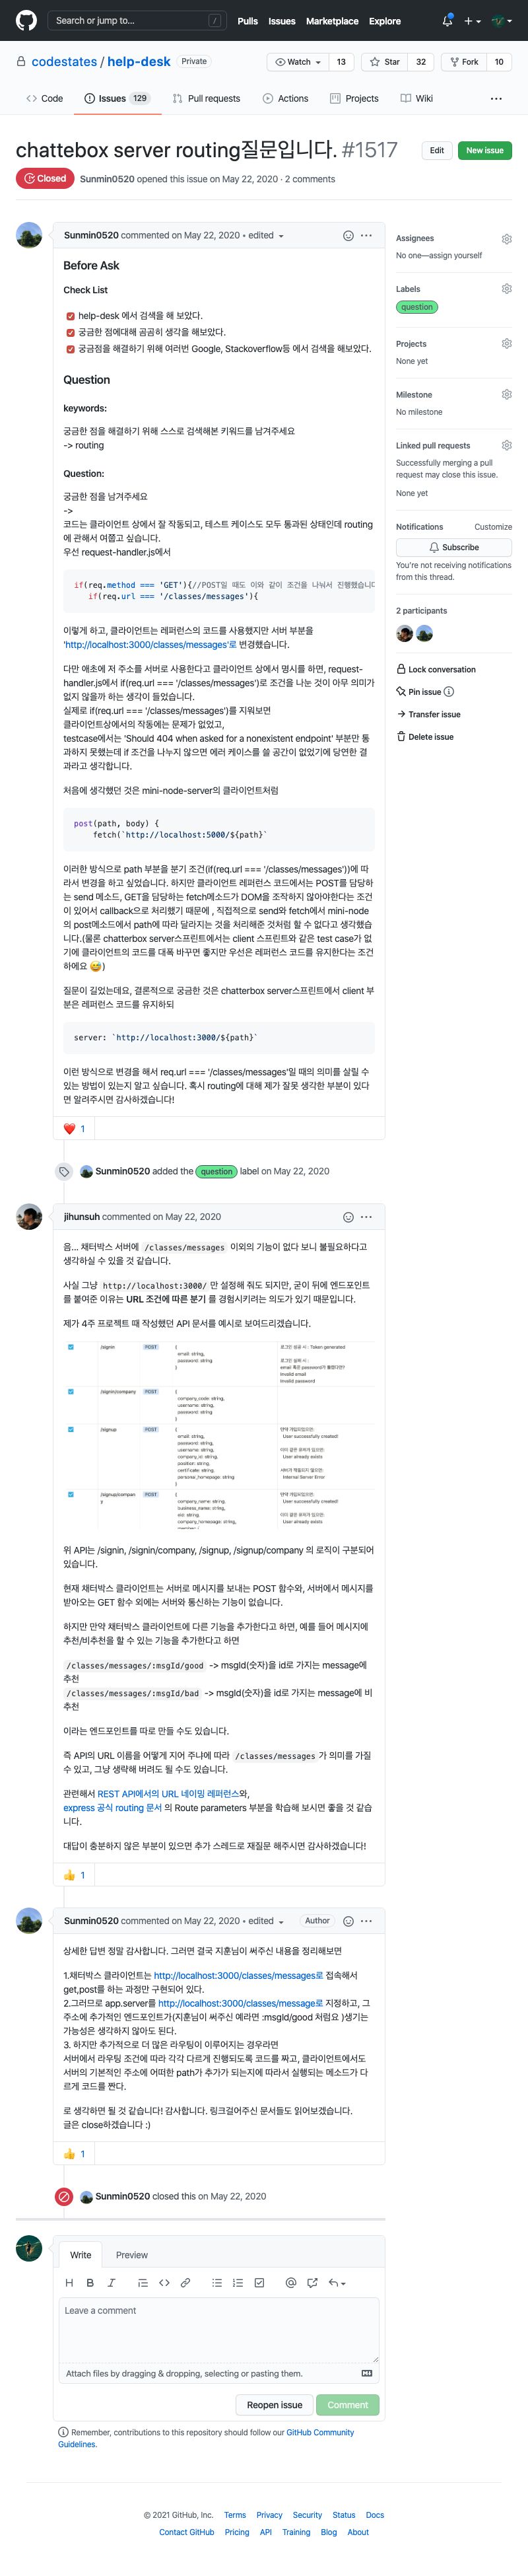 Search or jump to...
/
Pulls
Issues
Marketplace
Explore
codestates / help-desk
Private
Watch
13
Star
32
Fork
10
Code
Issues 129
Pull requests
Actions
Projects
Wiki
chattebox server routing질문입니다. #1517
Edit
New issue
Closed
Sunmin0520 opened this issue on May 22, 2020 · 2 comments
Sunmin0520 commented on May 22, 2020 • edited
Before Ask
Check List
help-desk 에서 검색을 해 보았다.
궁금한 점에대해 곰곰히 생각을 해보았다.
궁금점을 해결하기 위해 여러번 Google, Stackoverflow등 에서 검색을 해보았다.
Question
keywords:
궁금한 점을 해결하기 위해 스스로 검색해본 키워드를 남겨주세요
-> routing
Question:
궁금한 점을 남겨주세요
->
코드는 클라이언트 상에서 잘 작동되고, 테스트 케이스도 모두 통과된 상태인데 routing
에 관해서 여쭙고 싶습니다.
우선 request-handler.js에서
if(req.method === 'GET'){//POST일 때도 이와 같이 조건을 나눠서 진행했습니다
if(req.url === '/classes/messages'){
이렇게 하고, 클라이언트는 레퍼런스의 코드를 사용했지만 서버 부분을
'http://localhost:3000/classes/messages'로 변경했습니다.
다만 애초에 저 주소를 서버로 사용한다고 클라이언트 상에서 명시를 하면, request-
handler.js에서 if(req.url === '/classes/messages')로 조건을 나눈 것이 아무 의미가
없지 않을까 하는 생각이 들었습니다.
실제로 if(req.url === '/classes/messages')를 지워보면
클라이언트상에서의 작동에는 문제가 없었고,
testcase에서는 'Should 404 when asked for a nonexistent endpoint' 부분만 통
과하지 못했는데 if 조건을 나누지 않으면 에러 케이스를 쓸 공간이 없었기에 당연한 결
과라고 생각합니다.
처음에 생각했던 것은 mini-node-server의 클라이언트처럼
post(path, body) {
fetch(`http://localhost:5000/${path}`
이러한 방식으로 path 부분을 분기 조건(if(req.url === '/classes/messages'))에 따
라서 변경을 하고 싶었습니다. 하지만 클라이언트 레퍼런스 코드에서는 POST를 담당하
는 send 메소드, GET을 담당하는 fetch메소드가 DOM을 조작하지 않아야한다는 조건
이 있어서 callback으로 처리했기 때문에 , 직접적으로 send와 fetch에서 mini-node
의 post메소드에서 path에 따라 달라지는 것을 처리해준 것처럼 할 수 없다고 생각했습니
다.(물론 chatterbox server스프린트에서는 client 스프린트와 같은 test case가 없
기에 클라이언트의 코드를 대폭 바꾸면 좋지만 우선은 레퍼런스 코드를 유지한다는 조건
하에요 😅)
질문이 길었는데요, 결론적으로 궁금한 것은 chatterbox server스프린트에서 client 부
분은 레퍼런스 코드를 유지하되
server: `http://localhost:3000/${path}`
이런 방식으로 변경을 해서 req.url === '/classes/messages'일 때의 의미를 살릴 수
있는 방법이 있는지 알고 싶습니다. 혹시 routing에 대해 제가 잘못 생각한 부분이 있다
면 알려주시면 감사하겠습니다!
❤️ 1
Sunmin0520 added the question label on May 22, 2020
jihunsuh commented on May 22, 2020
음... 채터박스 서버에 /classes/messages 이외의 기능이 없다 보니 불필요하다고
생각하실 수 있을 것 같습니다.
사실 그냥 http://localhost:3000/ 만 설정해 줘도 되지만, 굳이 뒤에 엔드포인트
를 붙여준 이유는 URL 조건에 따른 분기 를 경험시키려는 의도가 있기 때문입니다.
제가 4주 프로젝트 때 작성했던 API 문서를 예시로 보여드리겠습니다.
/signin
POST
{
email: string,
password: string
}
로그인 성공 시 : Token generated
로그인 실패 시 :
email 혹은 password가 틀렸다면?
Invalid email
Invalid password
/signin/company
POST
{
company_code: string,
username: string,
password: string
}
만약 가입되었으면:
User successfully created!
이미 같은 유저가 있으면:
User already exists
/signup
POST
{
email: string,
password: string,
username: string,
company_id: string
position: string,
certificate: string
personal_homepage: string,
}
만약 가입되었으면:
User successfully created!
이미 같은 유저가 있으면:
User already exists
서버가 작동되지 않으면:
Internal Server Error
/signup/compan
y
POST
{
company_name: string,
business_name: string,
eid: string,
company_homepage: string,
만약 가입되었으면:
User successfully created!
이미 같은 유저가 있으면:
User already exists
위 API는 /signin, /signin/company, /signup, /signup/company 의 로직이 구분되어
있습니다.
현재 채터박스 클라이언트는 서버로 메시지를 보내는 POST 함수와, 서버에서 메시지를
받아오는 GET 함수 외에는 서버와 통신하는 기능이 없습니다.
하지만 만약 채터박스 클라이언트에 다른 기능을 추가한다고 하면, 예를 들어 메시지에
추천/비추천을 할 수 있는 기능을 추가한다고 하면
/classes/messages/:msgId/good -> msgId(숫자)을 id로 가지는 message에
추천
/classes/messages/:msgId/bad -> msgId(숫자)을 id로 가지는 message에 비
추천
이라는 엔드포인트를 따로 만들 수도 있습니다.
즉 API의 URL 이름을 어떻게 지어 주냐에 따라 /classes/messages 가 의미를 가질
수 있고, 그냥 생략해 버려도 될 수도 있습니다.
관련해서 REST API에서의 URL 네이밍 레퍼런스와,
express 공식 routing 문서 의 Route parameters 부분을 학습해 보시면 좋을 것 같습니
다.
대답이 충분하지 않은 부분이 있으면 추가 스레드로 재질문 해주시면 감사하겠습니다!
👍 1
Sunmin0520 commented on May 22, 2020 • edited
Author
상세한 답변 정말 감사합니다. 그러면 결국 지훈님이 써주신 내용을 정리해보면
1.채터박스 클라이언트는 http://localhost:3000/classes/messages로 접속해서
get,post를 하는 과정만 구현되어 있다.
2.그러므로 app.server를 http://localhost:3000/classes/message로 지정하고, 그
주소에 추가적인 엔드포인트가(지훈님이 써주신 예라면 :msgId/good 처럼요 )생기는
가능성은 생각하지 않아도 된다.
3. 하지만 추가적으로 더 많은 라우팅이 이루어지는 경우라면
서버에서 라우팅 조건에 따라 각각 다르게 진행되도록 코드를 짜고, 클라이언트에서도
서버의 기본적인 주소에 어떠한 path가 추가가 되는지에 따라서 실행되는 메소드가 다
르게 코드를 짠다.
로 생각하면 될 것 같습니다! 감사합니다. 링크걸어주신 문서들도 읽어보겠습니다.
글은 close하겠습니다 :)
👍 1
Sunmin0520 closed this on May 22, 2020
Write
Preview
Leave a comment
Attach files by dragging & dropping, selecting or pasting them.
Reopen issue
Comment
Remember, contributions to this repository should follow our GitHub Community
Guidelines.
Assignees
No one—assign yourself
Labels
question
Projects
None yet
Milestone
No milestone
Linked pull requests
Successfully merging a pull
request may close this issue.
None yet
Notifications
Customize
Subscribe
You're not receiving notifications
from this thread.
2 participants
Lock conversation
Pin issue
Transfer issue
Delete issue
© 2021 GitHub, Inc.
Terms
Privacy
Security
Status
Docs
Contact GitHub
Pricing
API
Training
Blog
About